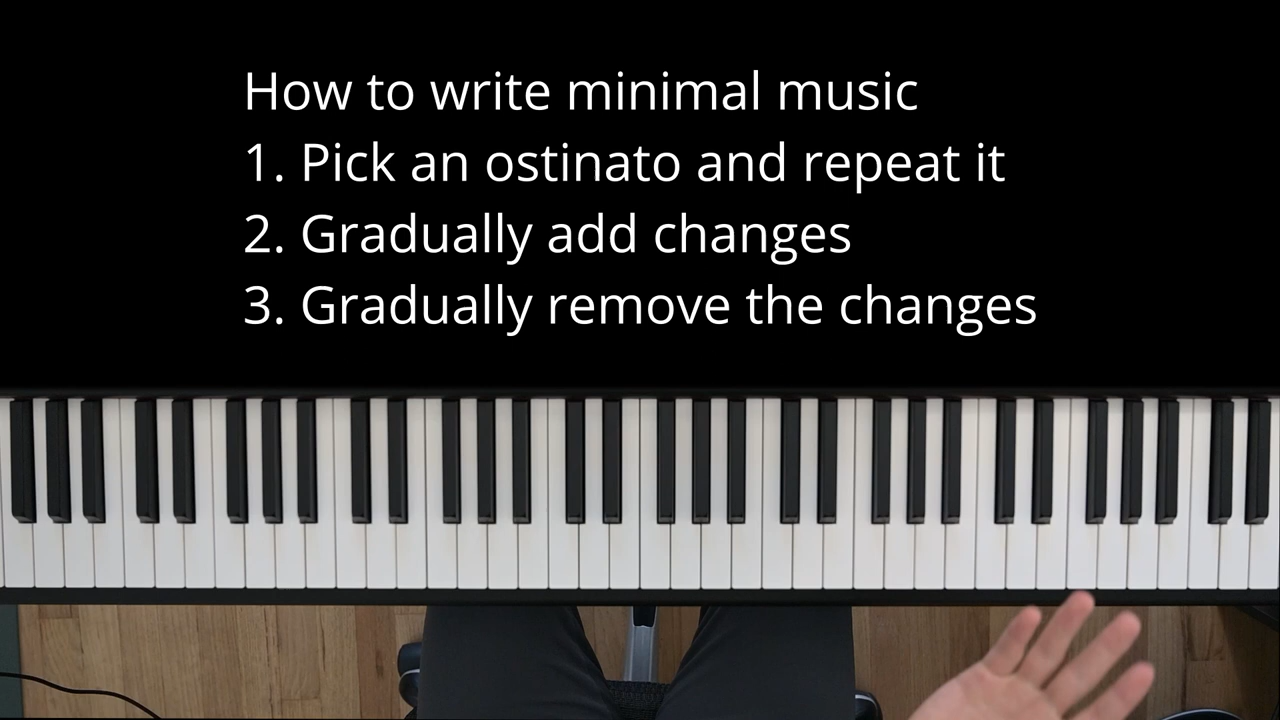 How to write minimal music
1. Pick an ostinato and repeat it
2. Gradually add changes
3. Gradually remove the changes